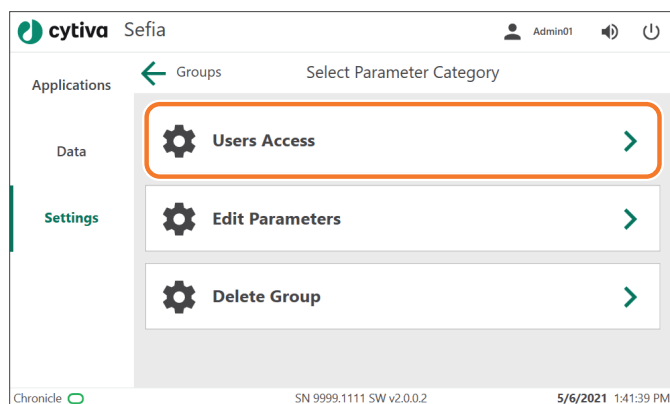 cytiva Sefia Admin01
Groups Select Parameter Category
Applications
Data
Settings
Users Access
Edit Parameters
Delete Group
Chronicle SN 9999.1111 SW v2.0.0.2 5/6/2021 1:41:39 PM